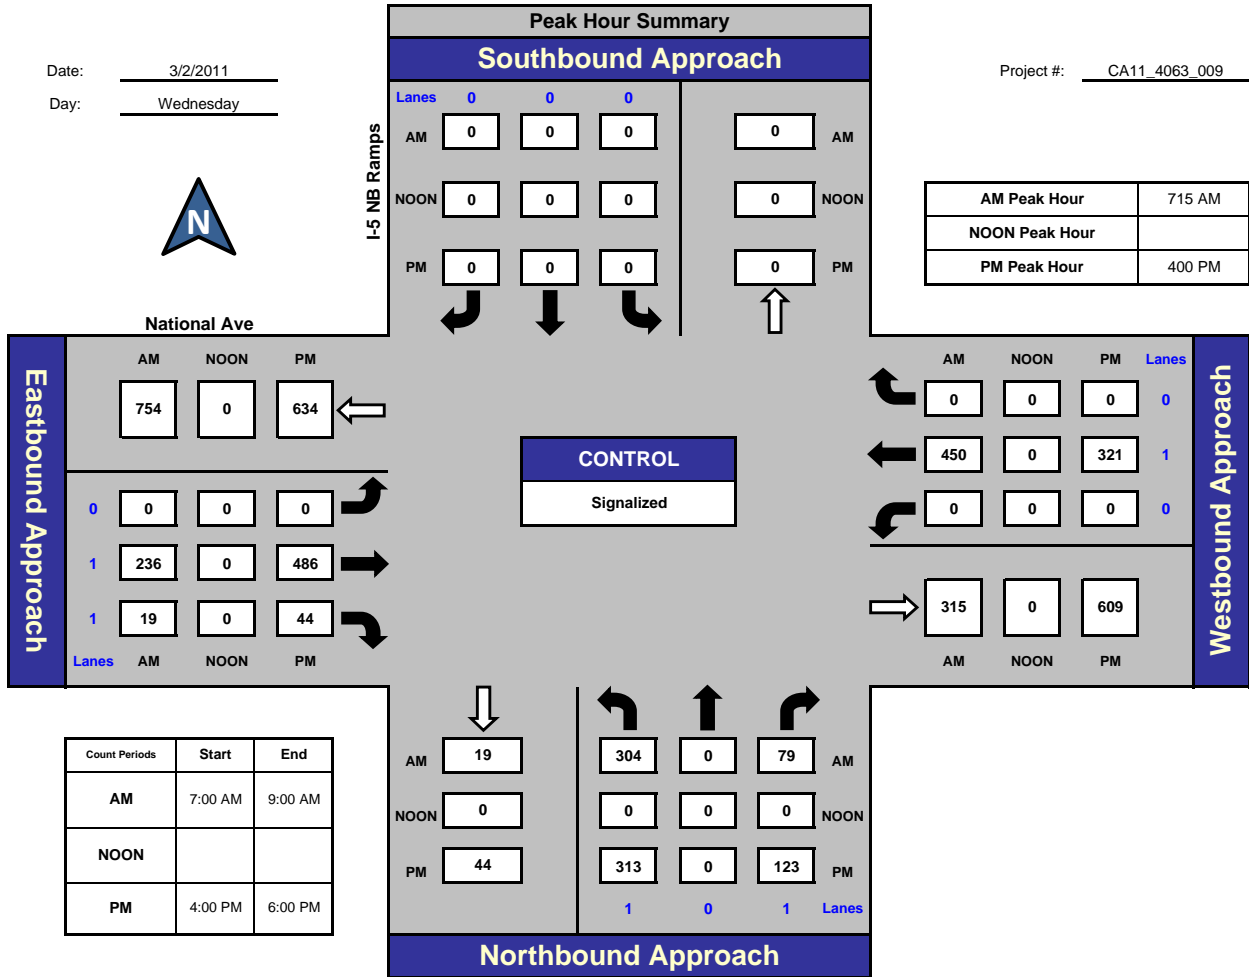 Peak Hour Summary
Southbound Approach
Date: 3/2/2011
Day: Wednesday
Project #: CA11_4063_009
N
I-5 NB Ramps
Lanes 0 0 0
AM 0 0 0 0 AM
NOON 0 0 0 0 NOON
PM 0 0 0 0 PM
AM Peak Hour 715 AM
NOON Peak Hour
PM Peak Hour 400 PM
National Ave
Eastbound Approach
AM NOON PM
754 0 634
0 0 0 0
1 236 0 486
1 19 0 44
Lanes AM NOON PM
CONTROL
Signalized
AM NOON PM Lanes
0 0 0 0
450 0 321 1
0 0 0 0
315 0 609
AM NOON PM
Westbound Approach
Count Periods Start End
AM 7:00 AM 9:00 AM
NOON
PM 4:00 PM 6:00 PM
AM 19 304 0 79 AM
NOON 0 0 0 0 NOON
PM 44 313 0 123 PM
1 0 1 Lanes
Northbound Approach